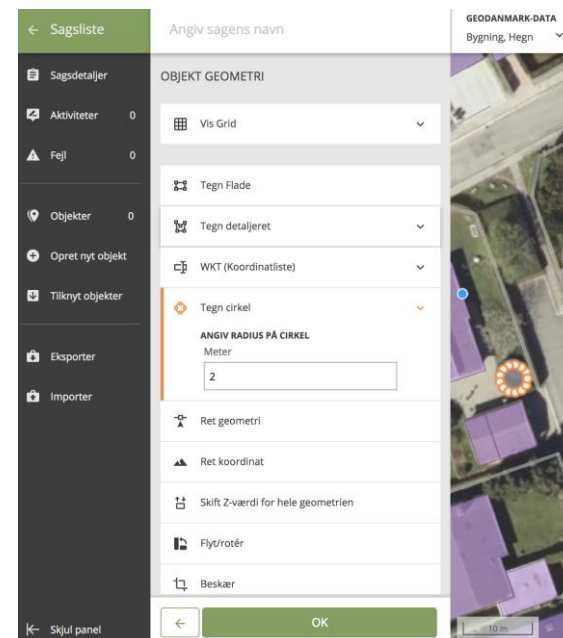 Sagsliste
Sagsdetaljer
Aktiviteter 0
Fejl 0
Objekter 0
Opret nyt objekt
Tilknyt objekter
Eksporter
Importer
Skjul panel
Angiv sagens navn
OBJEKT GEOMETRI
Vis Grid
Tegn Flade
Tegn detaljeret
WKT (Koordinatliste)
Tegn cirkel
ANGIV RADIUS PÅ CIRKEL
Meter
2
Ret geometri
Ret koordinat
Skift Z-værdi for hele geometrien
Flyt/rotér
Beskær
OK
GEODANMARK-DATA
Bygning, Hegn
10 m